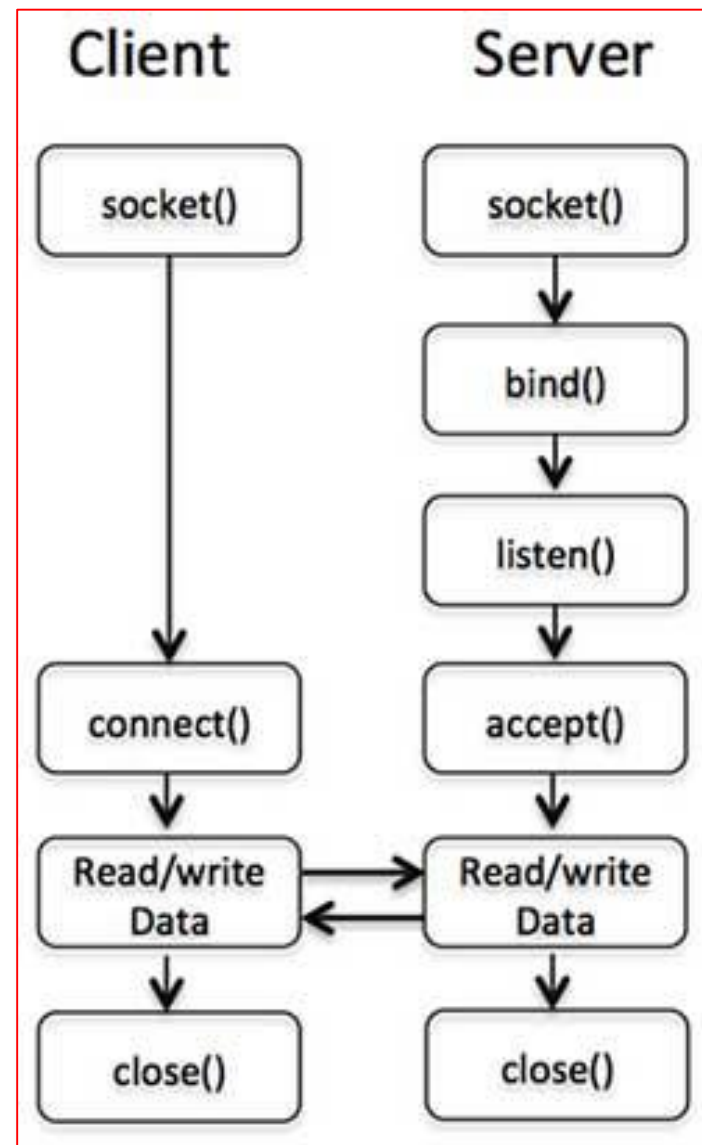 Client
Server
socket()
socket()
bind()
listen()
connect()
accept()
Read/write
Data
Read/write
Data
close()
close()